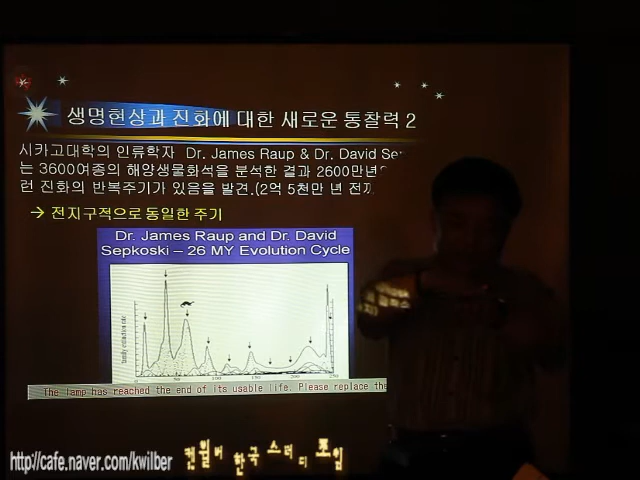 생명현상과 진화에 대한 새로운 통찰력 2
시카고대학의 인류학자 Dr. James Raup & Dr. David
는 3600여종의 해양생물화석을 분석한 결과 2600만년
런 진화의 반복주기가 있음을 발견.(2억 5천만 년 전
→ 전지구적으로 동일한 주기
Dr. James Raup and Dr. David
Sepkoski – 26 MY Evolution Cycle
The lamp has reached the end of its usable life. Please replace the
http://cafe.naver.com/kwilber
켄윌버 한국 스터디 모임